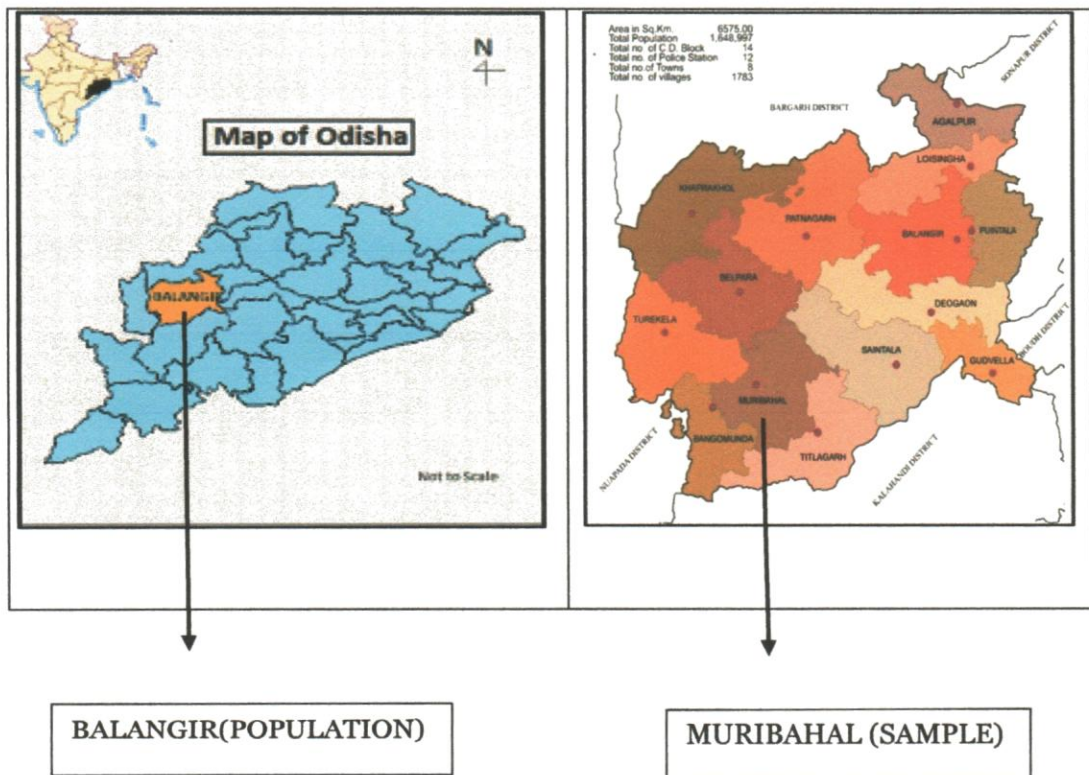 N
Map of Odisha
BALANGIR
Not to Scale
Area in Sq.Km. 6575.00
Total Population 1,648,997
Total no. of C.D. Block 14
Total no. of Police Station 12
Total no.of Towns 8
Total no. of villages 1783
SONAPUR DISTRICT
BARGARH DISTRICT
AGALPUR
LOISINGHA
KHAPRAKHOL
PATNAGARH
BALANGIR
PUINTALA
BELPARA
DEOGAON
TUREKELA
SAINTALA
BOUDH DISTRICT
GUDVELLA
MURIBAHAL
BANGOMUNDA
TITLAGARH
NUAPADA DISTRICT
KALAHANDI DISTRICT
BALANGIR(POPULATION)
MURIBAHAL (SAMPLE)